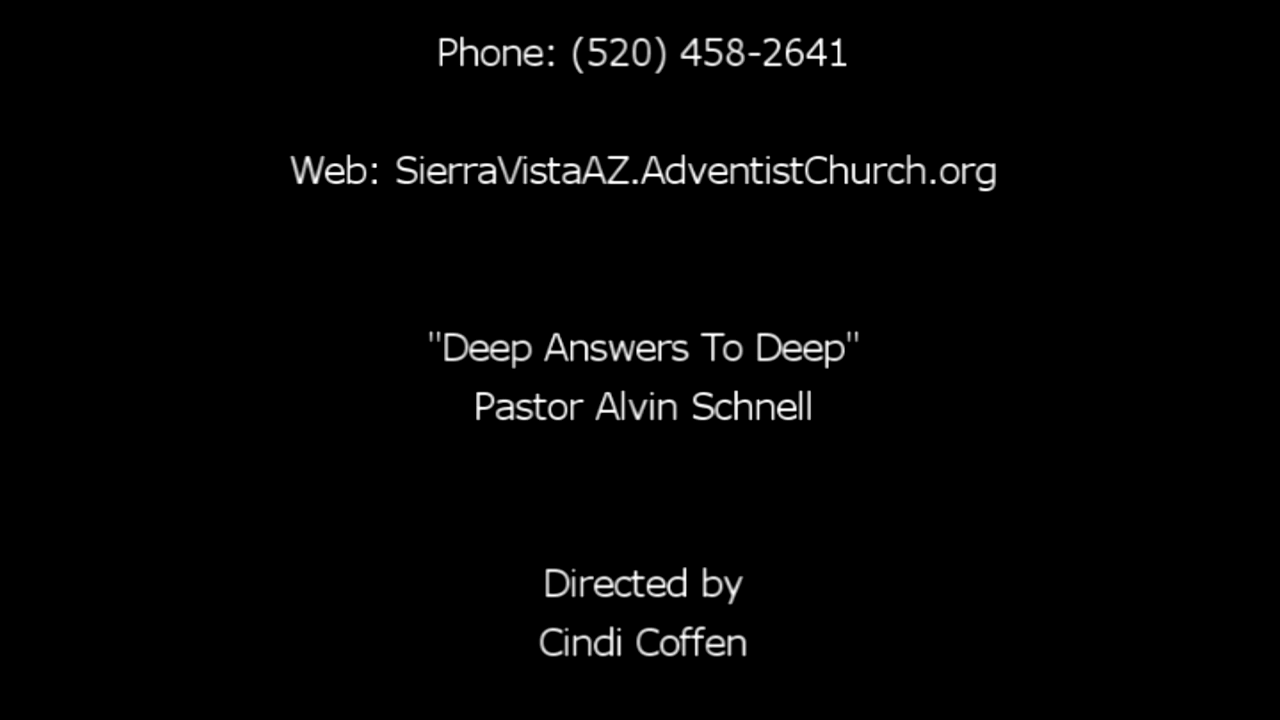 Phone: (520) 458-2641
Web: SierraVistaAZ.AdventistChurch.org
"Deep Answers To Deep"
Pastor Alvin Schnell
Directed by
Cindi Coffen